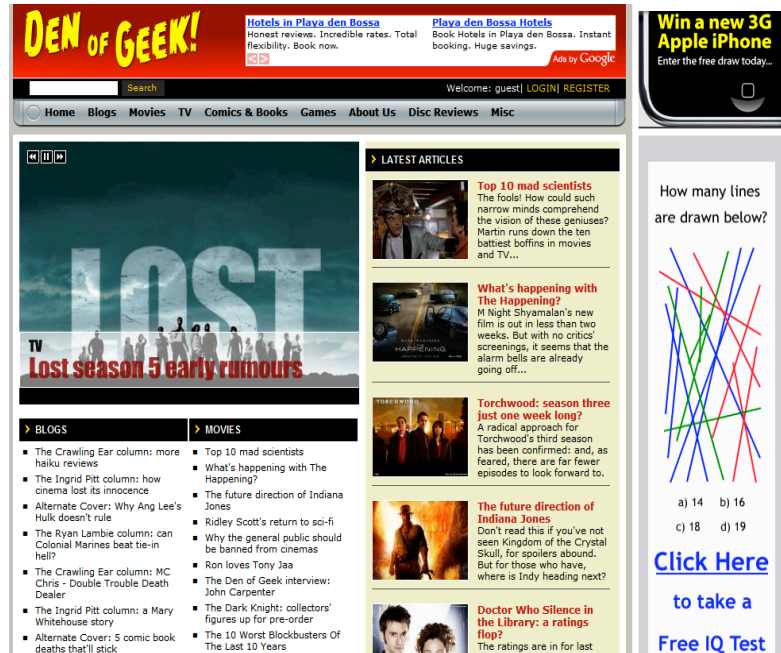 DEN OF GEEK!
Hotels in Playa den Bossa
Honest reviews. Incredible rates. Total
flexibility. Book now.
Playa den Bossa Hotels
Book Hotels in Playa den Bossa. Instant
booking. Huge savings.
Ads by Google
Search
Welcome: guest| LOGIN| REGISTER
Home Blogs Movies TV Comics & Books Games About Us Disc Reviews Misc
LOST
TV
Lost season 5 early rumours
> BLOGS
The Crawling Ear column: more
haiku reviews
The Ingrid Pitt column: how
cinema lost its innocence
Alternate Cover: Why Ang Lee's
Hulk doesn't rule
The Ryan Lambie column: can
Colonial Marines beat tie-in
hell?
The Crawling Ear column: MC
Chris - Double Trouble Death
Dealer
The Ingrid Pitt column: a Mary
Whitehouse story
Alternate Cover: 5 comic book
deaths that'll stick
> MOVIES
Top 10 mad scientists
What's happening with The
Happening?
The future direction of Indiana
Jones
Ridley Scott's return to sci-fi
Why the general public should
be banned from cinemas
Ron loves Tony Jaa
The Den of Geek interview:
John Carpenter
The Dark Knight: collectors'
figures up for pre-order
The 10 Worst Blockbusters Of
The Last 10 Years
> LATEST ARTICLES
Top 10 mad scientists
The fools! How could such
narrow minds comprehend
the vision of these geniuses?
Martin runs down the ten
battiest boffins in movies
and TV...
HAPPENING
What's happening with
The Happening?
M Night Shyamalan's new
film is out in less than two
weeks. But with no critics'
screenings, it seems that the
alarm bells are already
going off...
TORCHWOOD
Torchwood: season three
just one week long?
A radical approach for
Torchwood's third season
has been confirmed: and, as
feared, there are far fewer
episodes to look forward to.
The future direction of
Indiana Jones
Don't read this if you've not
seen Kingdom of the Crystal
Skull, for spoilers abound.
But for those who have,
where is Indy heading next?
Doctor Who Silence in
the Library: a ratings
flop?
The ratings are in for last
Win a new 3G
Apple iPhone
Enter the free draw today...
How many lines
are drawn below?
a) 14 b) 16
c) 18 d) 19
Click Here
to take a
Free IQ Test